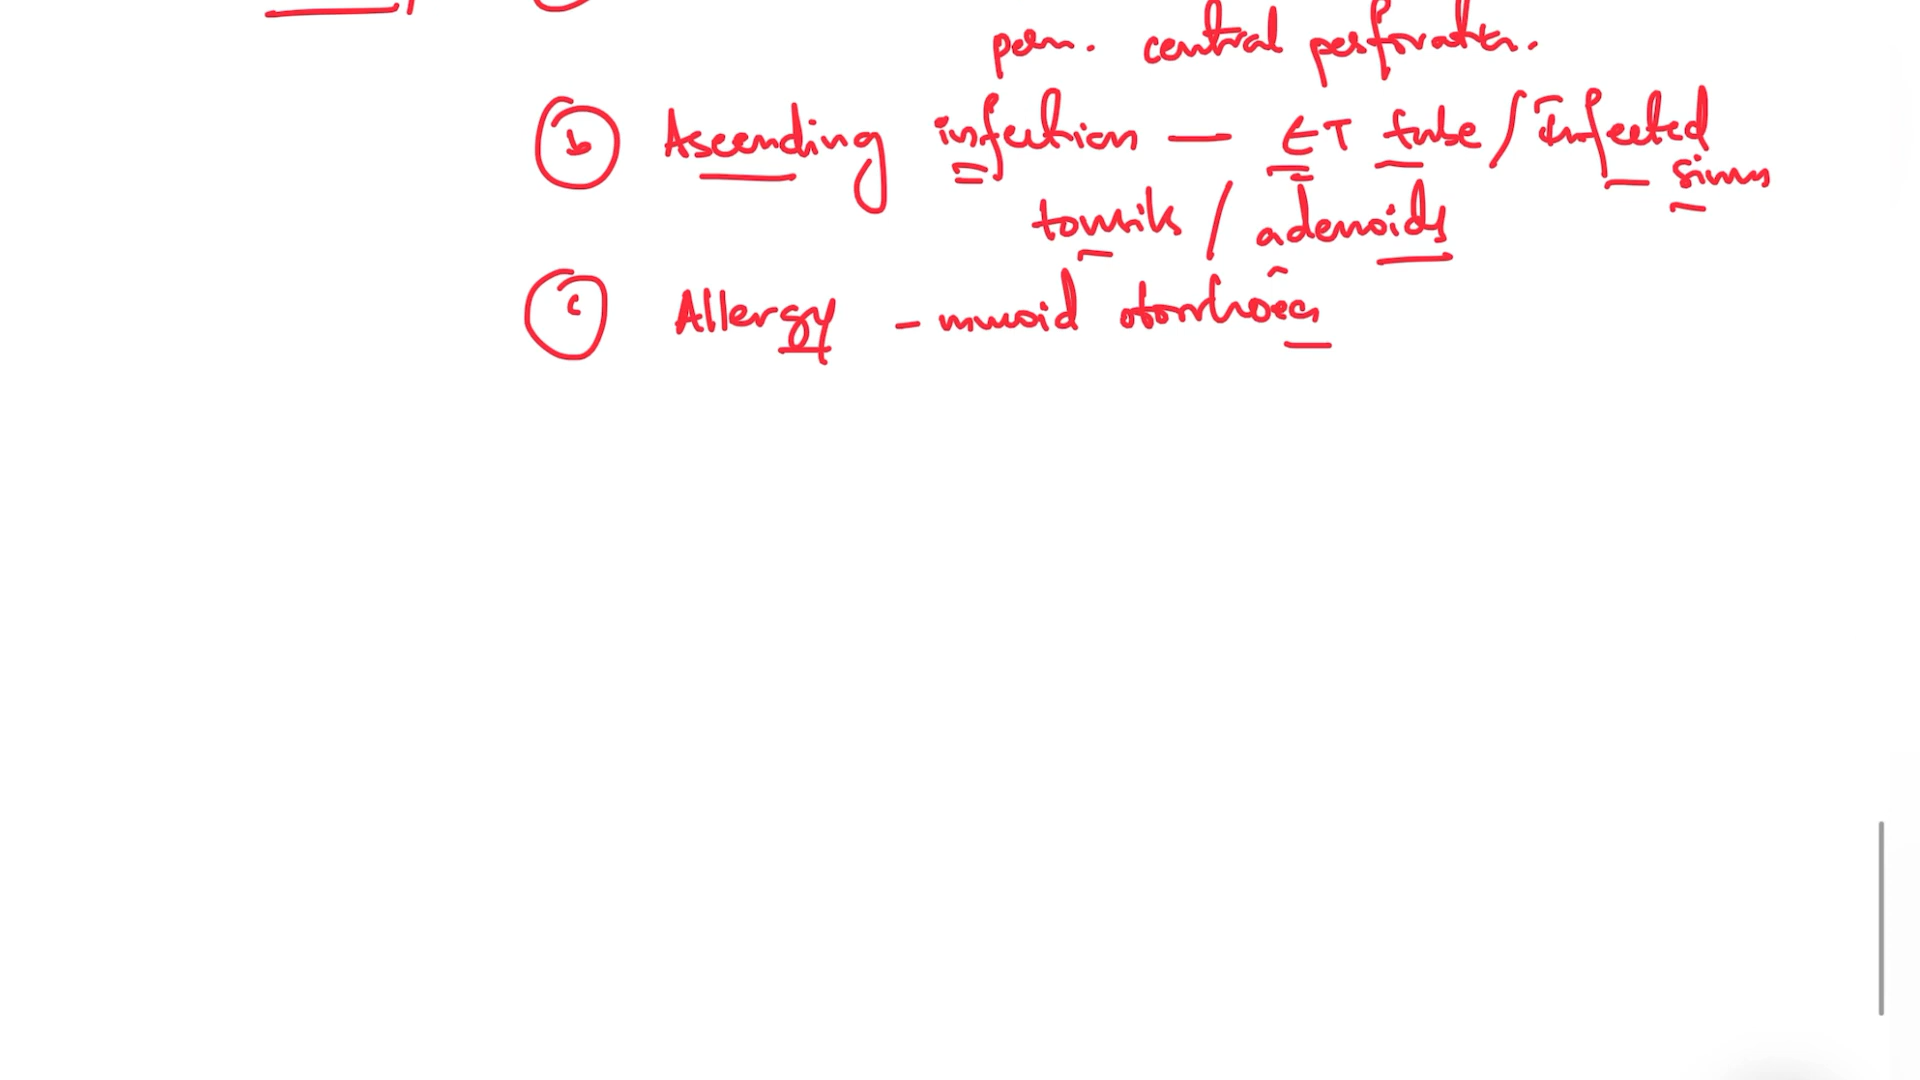 perm. central perforation.
b Ascending infection — ET tube / Infected
sinus
tonsils / adenoids
c Allergy - mucoid otorrhoea